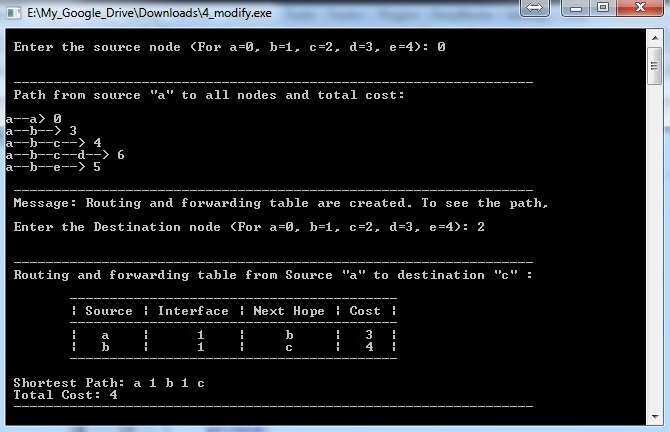 E:\My_Google_Drive\Downloads\4_modify.exe
Enter the source node (For a=0, b=1, c=2, d=3, e=4): 0
Path from source "a" to all nodes and total cost:
a--a> 0
a--b--> 3
a--b--c--> 4
a--b--c--d--> 6
a--b--e--> 5
Message: Routing and forwarding table are created. To see the path,
Enter the Destination node (For a=0, b=1, c=2, d=3, e=4): 2
Routing and forwarding table from Source "a" to destination "c" :
¦ Source ¦ Interface ¦ Next Hope ¦ Cost ¦
¦ a ¦ 1 ¦ b ¦ 3 ¦
¦ b ¦ 1 ¦ c ¦ 4 ¦
Shortest Path: a 1 b 1 c
Total Cost: 4